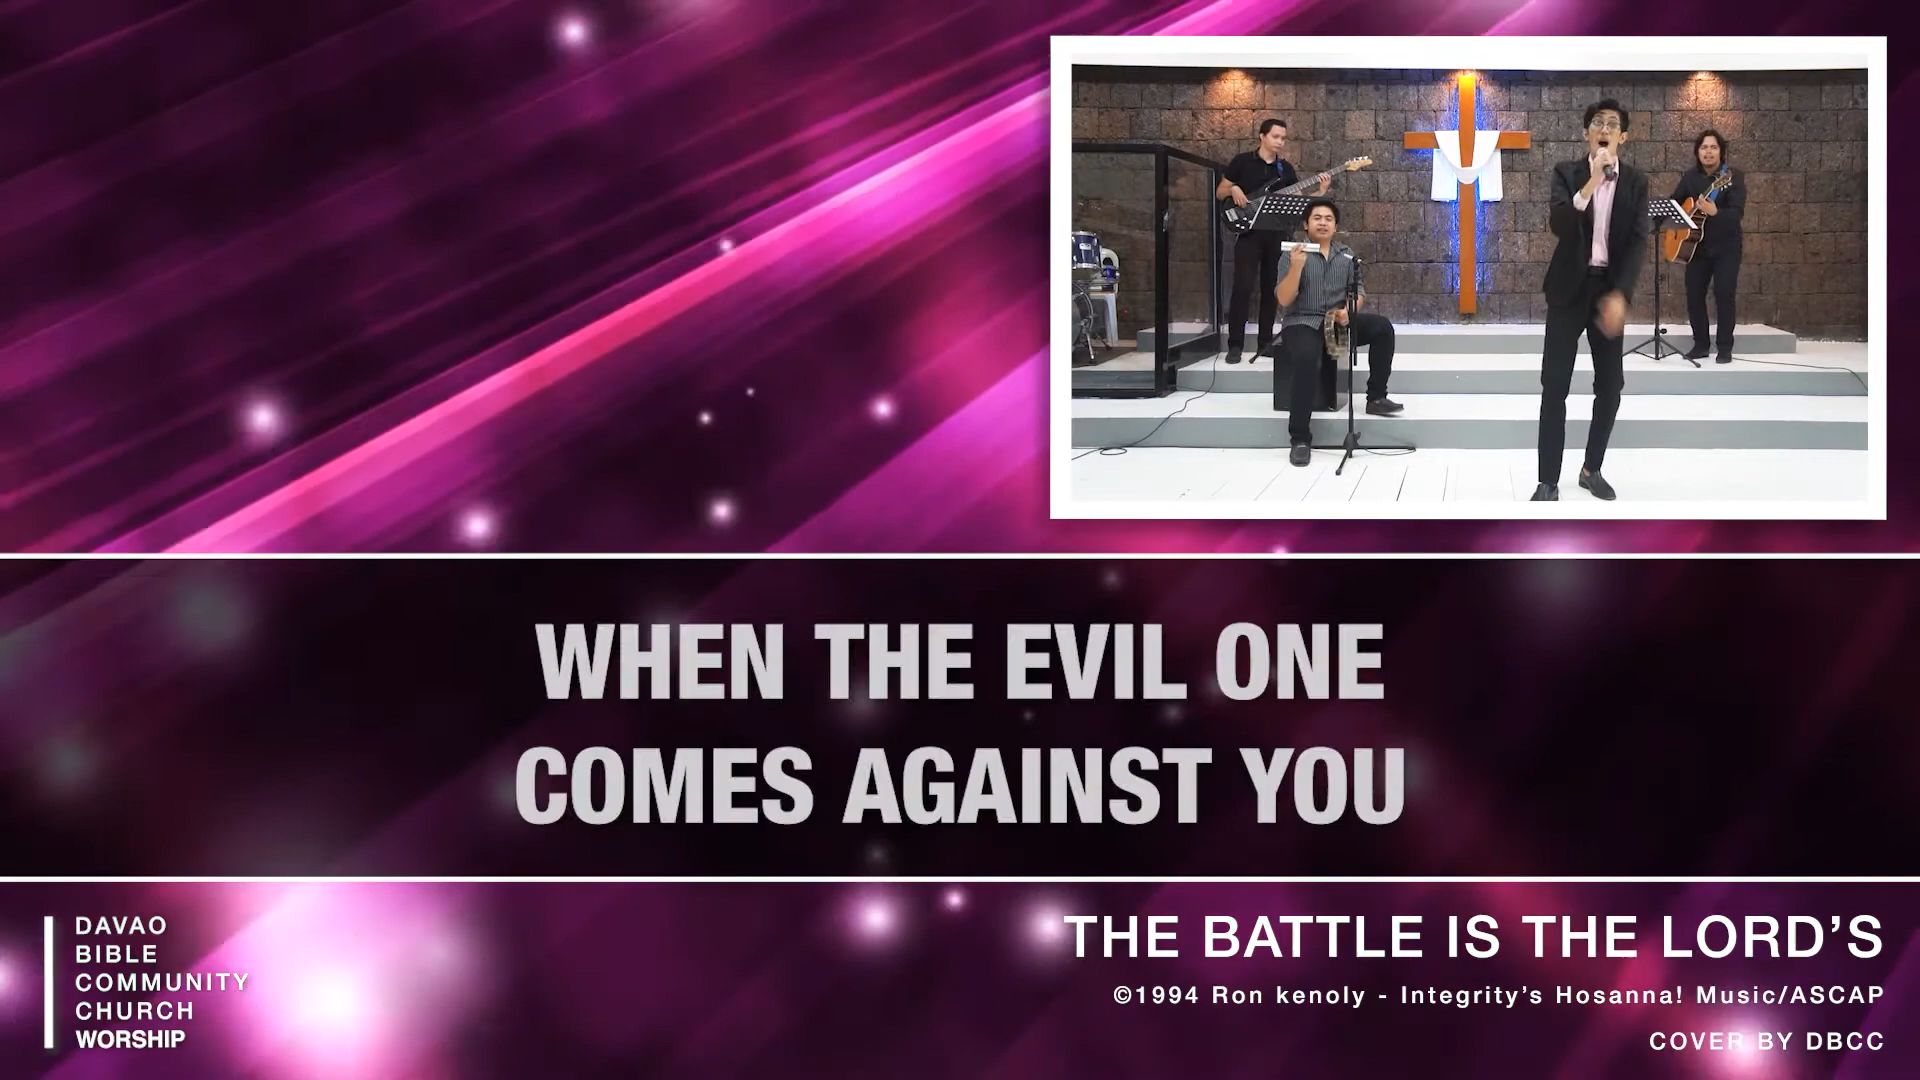 WHEN THE EVIL ONE
COMES AGAINST YOU
DAVAO
BIBLE
COMMUNITY
CHURCH
WORSHIP
THE BATTLE IS THE LORD’S
©1994 Ron kenoly - Integrity’s Hosanna! Music/ASCAP
COVER BY DBCC